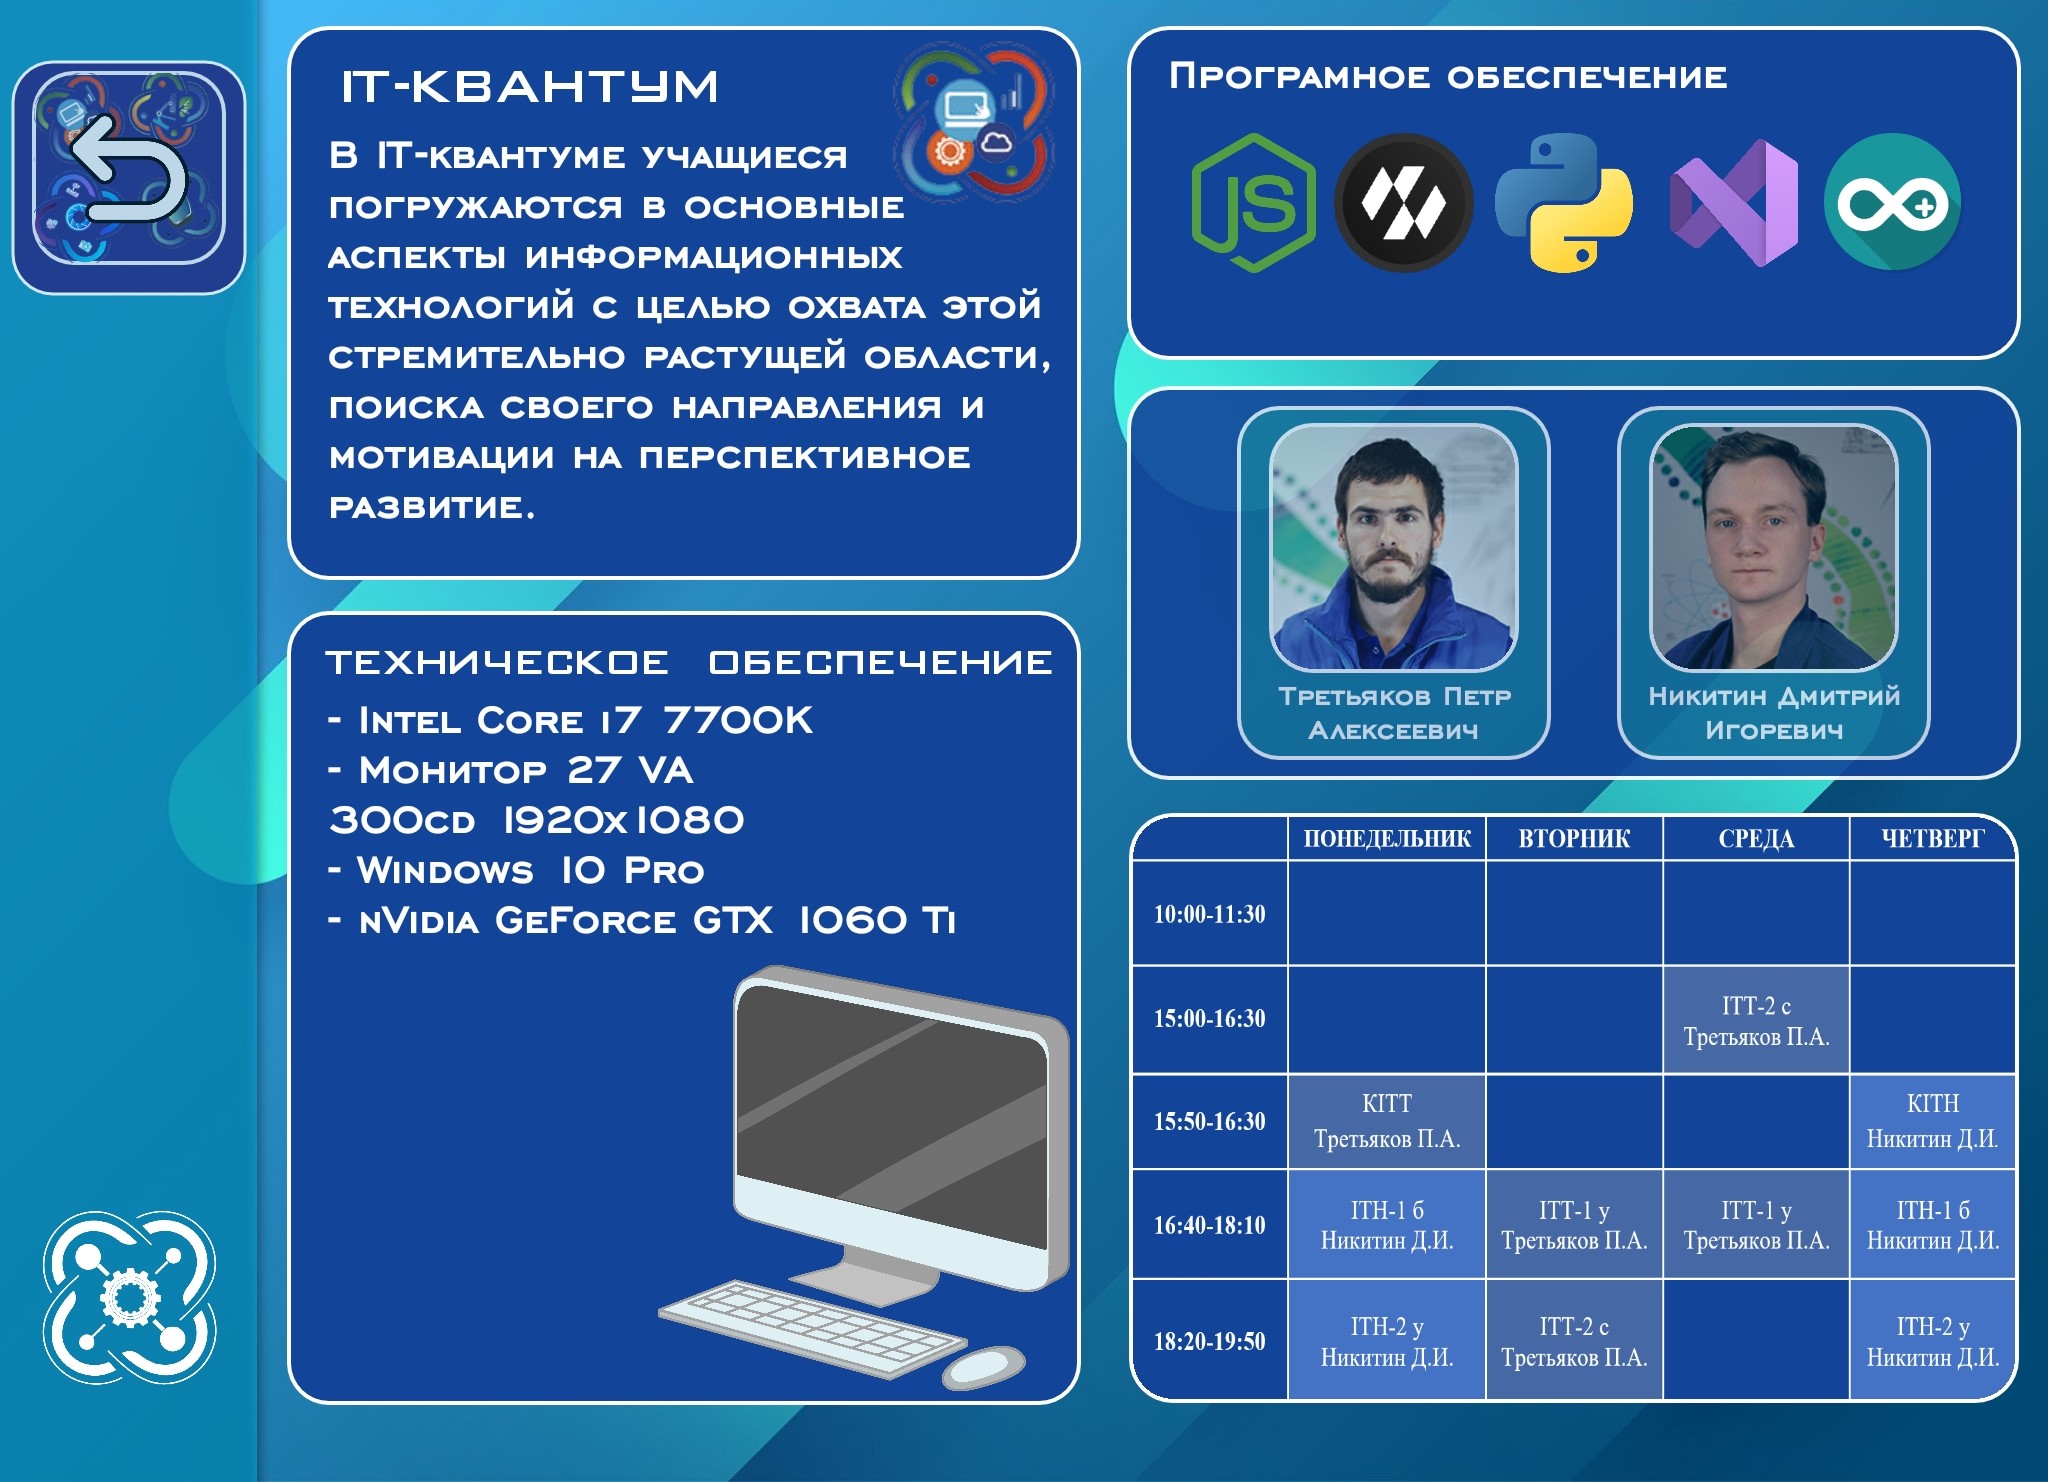 IT-КВАНТУМ
В IT-КВАНТУМЕ УЧАЩИЕСЯ
ПОГРУЖАЮТСЯ В ОСНОВНЫЕ
АСПЕКТЫ ИНФОРМАЦИОННЫХ
ТЕХНОЛОГИЙ С ЦЕЛЬЮ ОХВАТА ЭТОЙ
СТРЕМИТЕЛЬНО РАСТУЩЕЙ ОБЛАСТИ,
ПОИСКА СВОЕГО НАПРАВЛЕНИЯ И
МОТИВАЦИИ НА ПЕРСПЕКТИВНОЕ
РАЗВИТИЕ.
ТЕХНИЧЕСКОЕ ОБЕСПЕЧЕНИЕ
- Intel Core i7 7700K
- Монитор 27 VA
300cd 1920x1080
- Windows 10 Pro
- nVidia GeForce GTX 1060 Ti
Програмное обеспечение
JS
Третьяков Петр
Алексеевич
Никитин Дмитрий
Игоревич
ПОНЕДЕЛЬНИК ВТОРНИК СРЕДА ЧЕТВЕРГ
10:00-11:30
15:00-16:30
ITT-2 с
Третьяков П.А.
15:50-16:30
KITT
Третьяков П.А.
KITH
Никитин Д.И.
16:40-18:10
ITH-1 б
Никитин Д.И.
ITT-1 у
Третьяков П.А.
ITT-1 у
Третьяков П.А.
ITH-1 б
Никитин Д.И.
18:20-19:50
ITH-2 у
Никитин Д.И.
ITT-2 с
Третьяков П.А.
ITH-2 у
Никитин Д.И.